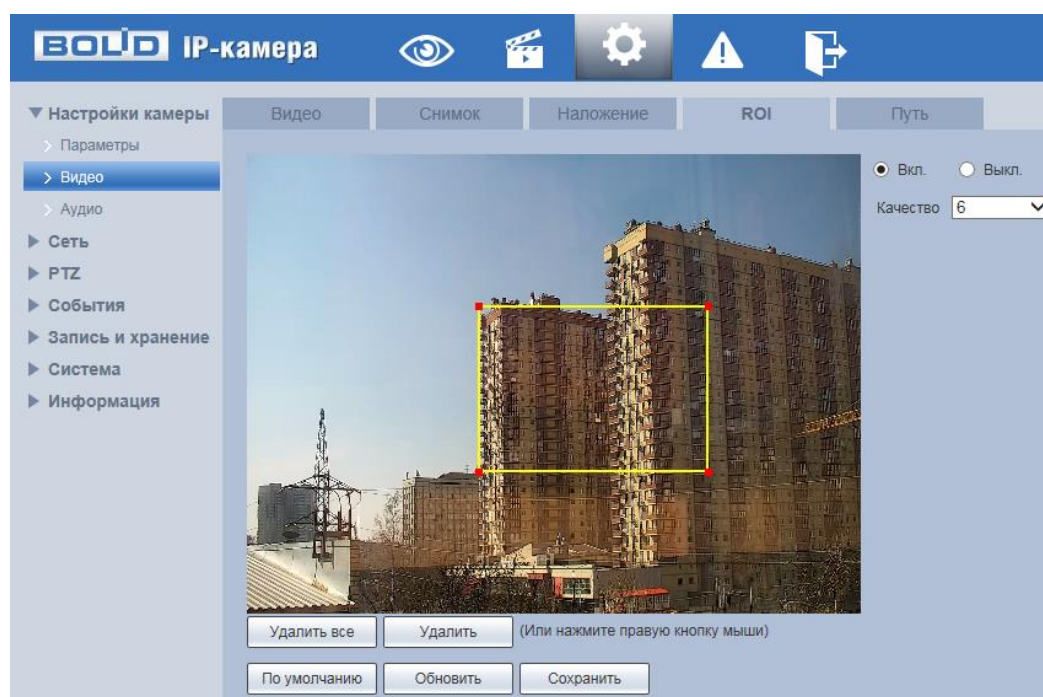 BOLID IP-камера
Настройки камеры
Параметры
Видео
Аудио
Сеть
PTZ
События
Запись и хранение
Система
Информация
Видео Снимок Наложение ROI Путь
Вкл. Выкл.
Качество 6
Удалить все Удалить (Или нажмите правую кнопку мыши)
По умолчанию Обновить Сохранить